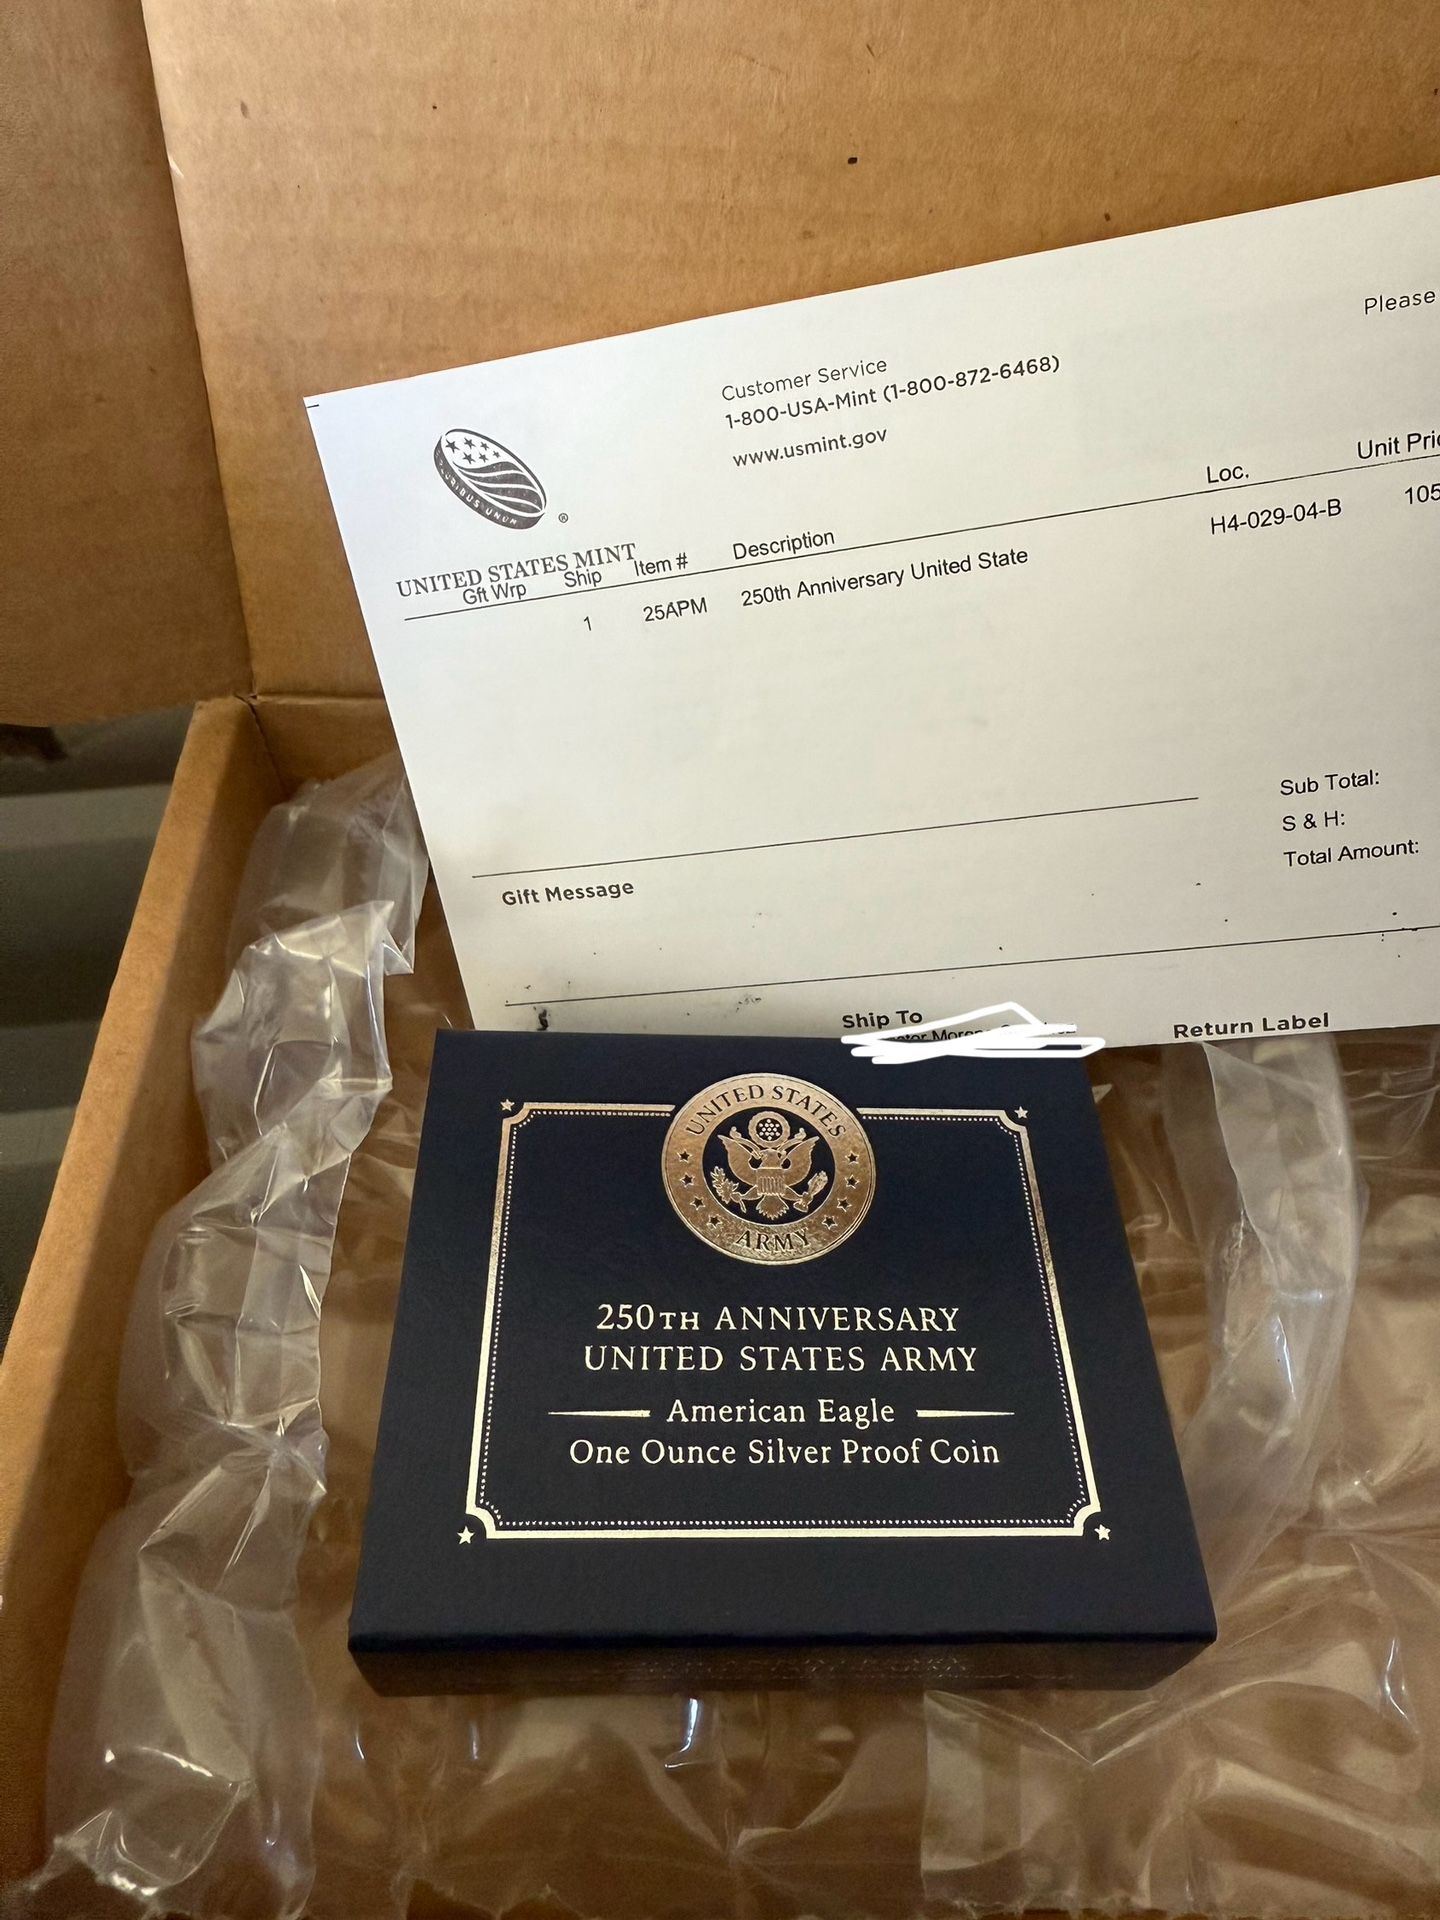 Please
Customer Service
1-800-USA-Mint (1-800-872-6468)
www.usmint.gov
PLURIBUS UNUM
®
UNITED STATES MINT
Gft Wrp Ship Item # Description Loc. Unit
1 25APM 250th Anniversary United State H4-029-04-B 105
Sub Total:
S & H:
Total Amount:
Gift Message
Ship To
Return Label
UNITED STATES
ARMY
250TH ANNIVERSARY
UNITED STATES ARMY
American Eagle
One Ounce Silver Proof Coin